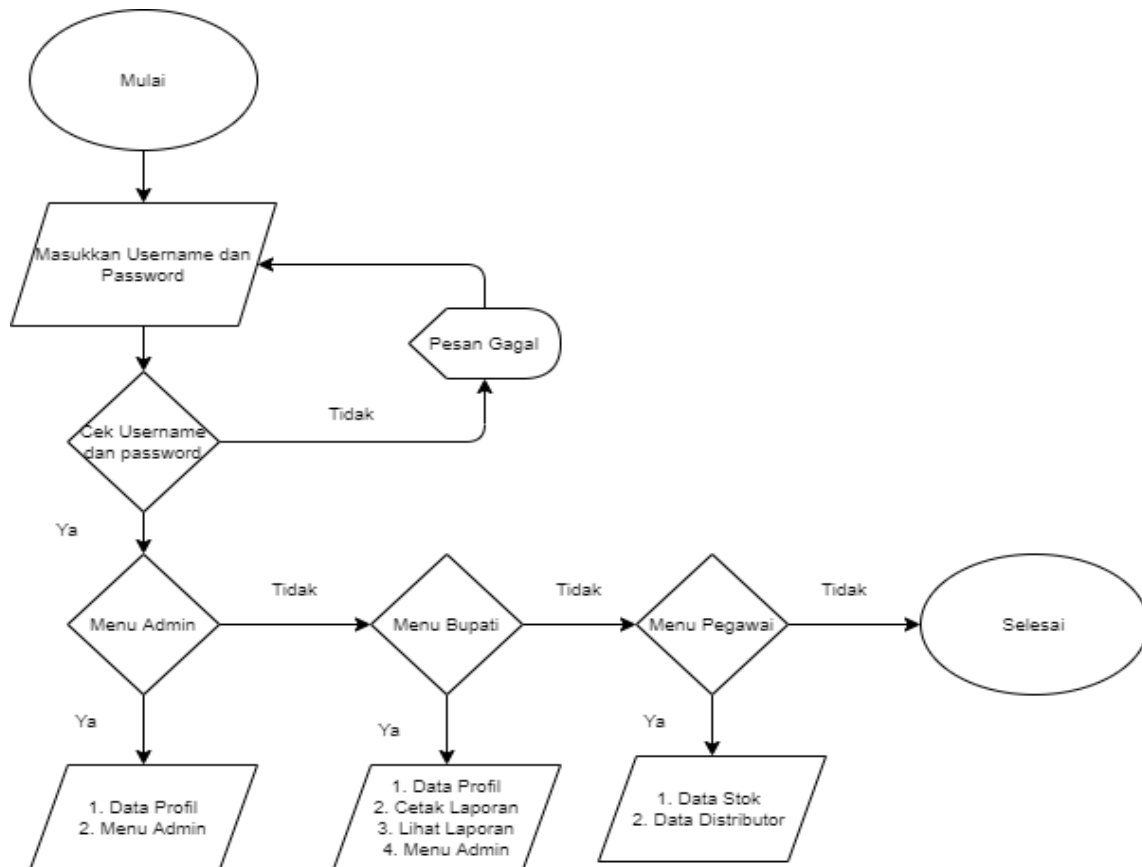 Mulai
Masukkan Username dan
Password
Pesan Gagal
Tidak
Cek Username
dan password
Ya
Tidak
Tidak
Tidak
Menu Admin
Menu Bupati
Menu Pegawai
Selesai
Ya
Ya
Ya
1. Data Profil
2. Menu Admin
1. Data Profil
2. Cetak Laporan
3. Lihat Laporan
4. Menu Admin
1. Data Stok
2. Data Distributor